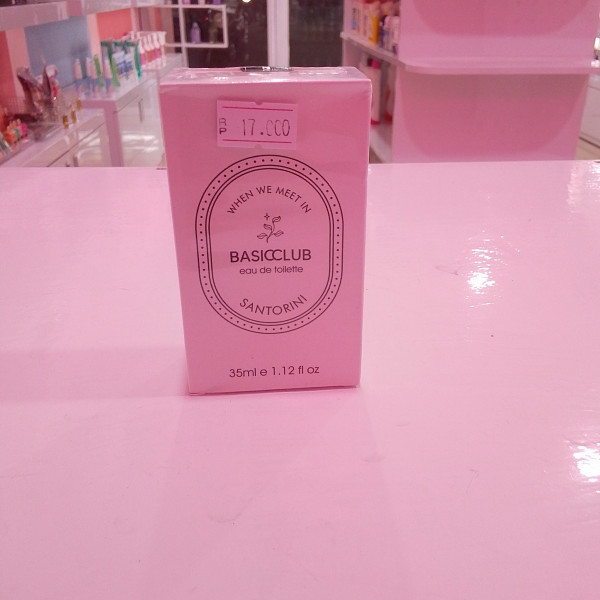 RP 17.000
WHEN WE MEET IN
BASICCLUB
eau de toilette
SANTORINI
35ml e 1.12 fl oz